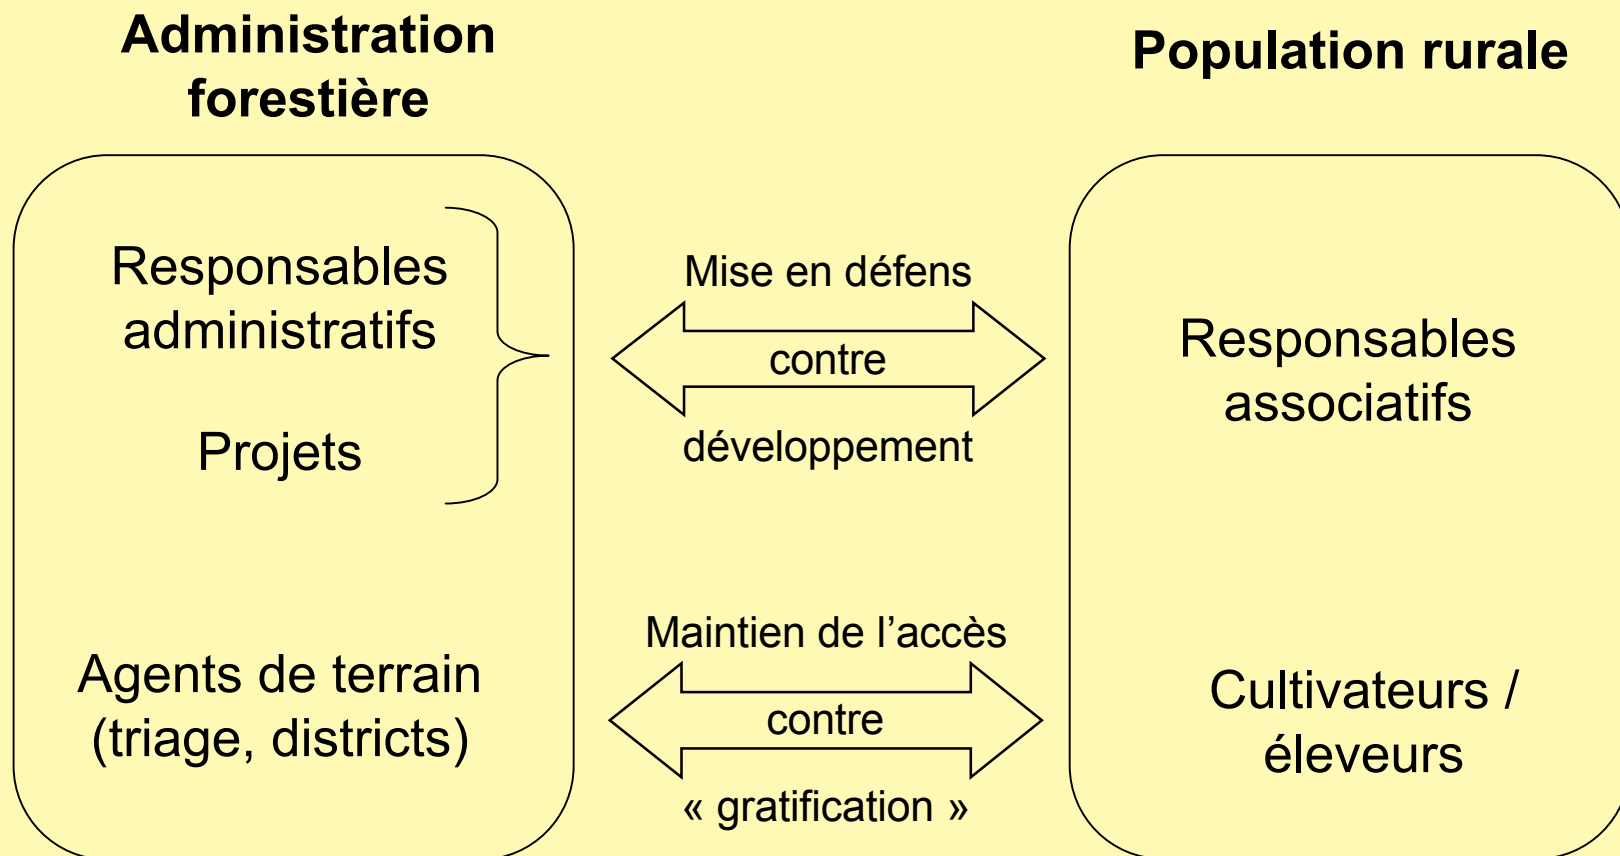 Administration
forestière
Population rurale
Responsables
administratifs
Projets
Mise en défens
contre
développement
Responsables
associatifs
Agents de terrain
(triage, districts)
Maintien de l’accès
contre
« gratification »
Cultivateurs /
éleveurs